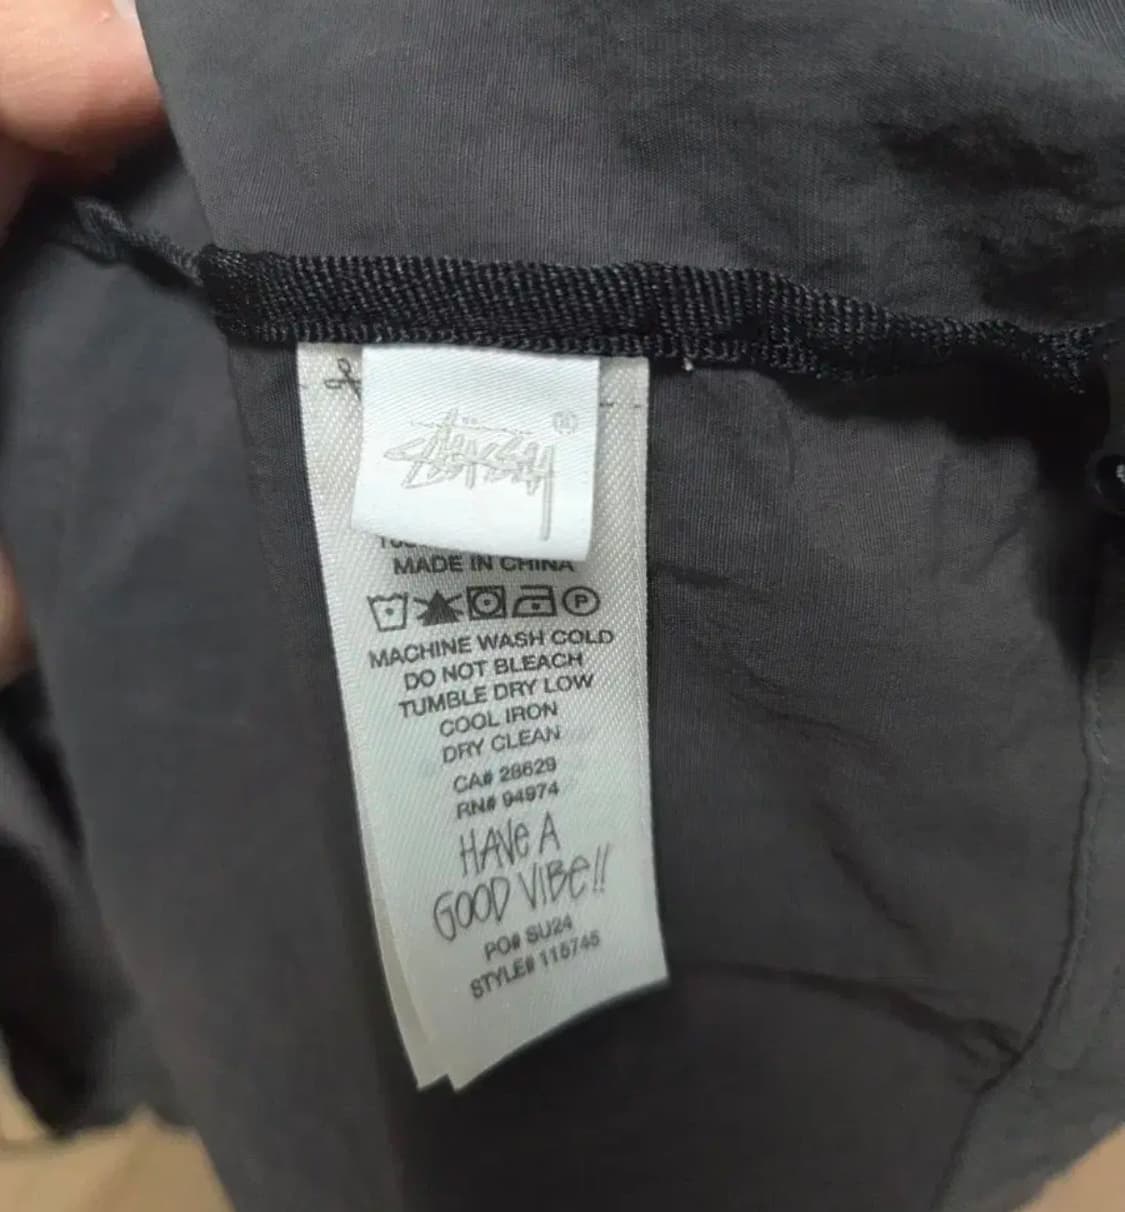 Stüssy ®
MADE IN CHINA
P
MACHINE WASH COLD
DO NOT BLEACH
TUMBLE DRY LOW
COOL IRON
DRY CLEAN
CA# 28629
RN# 94974
HAVe A
GOOD VIBe!!
PO# SU24
STYLE# 115745